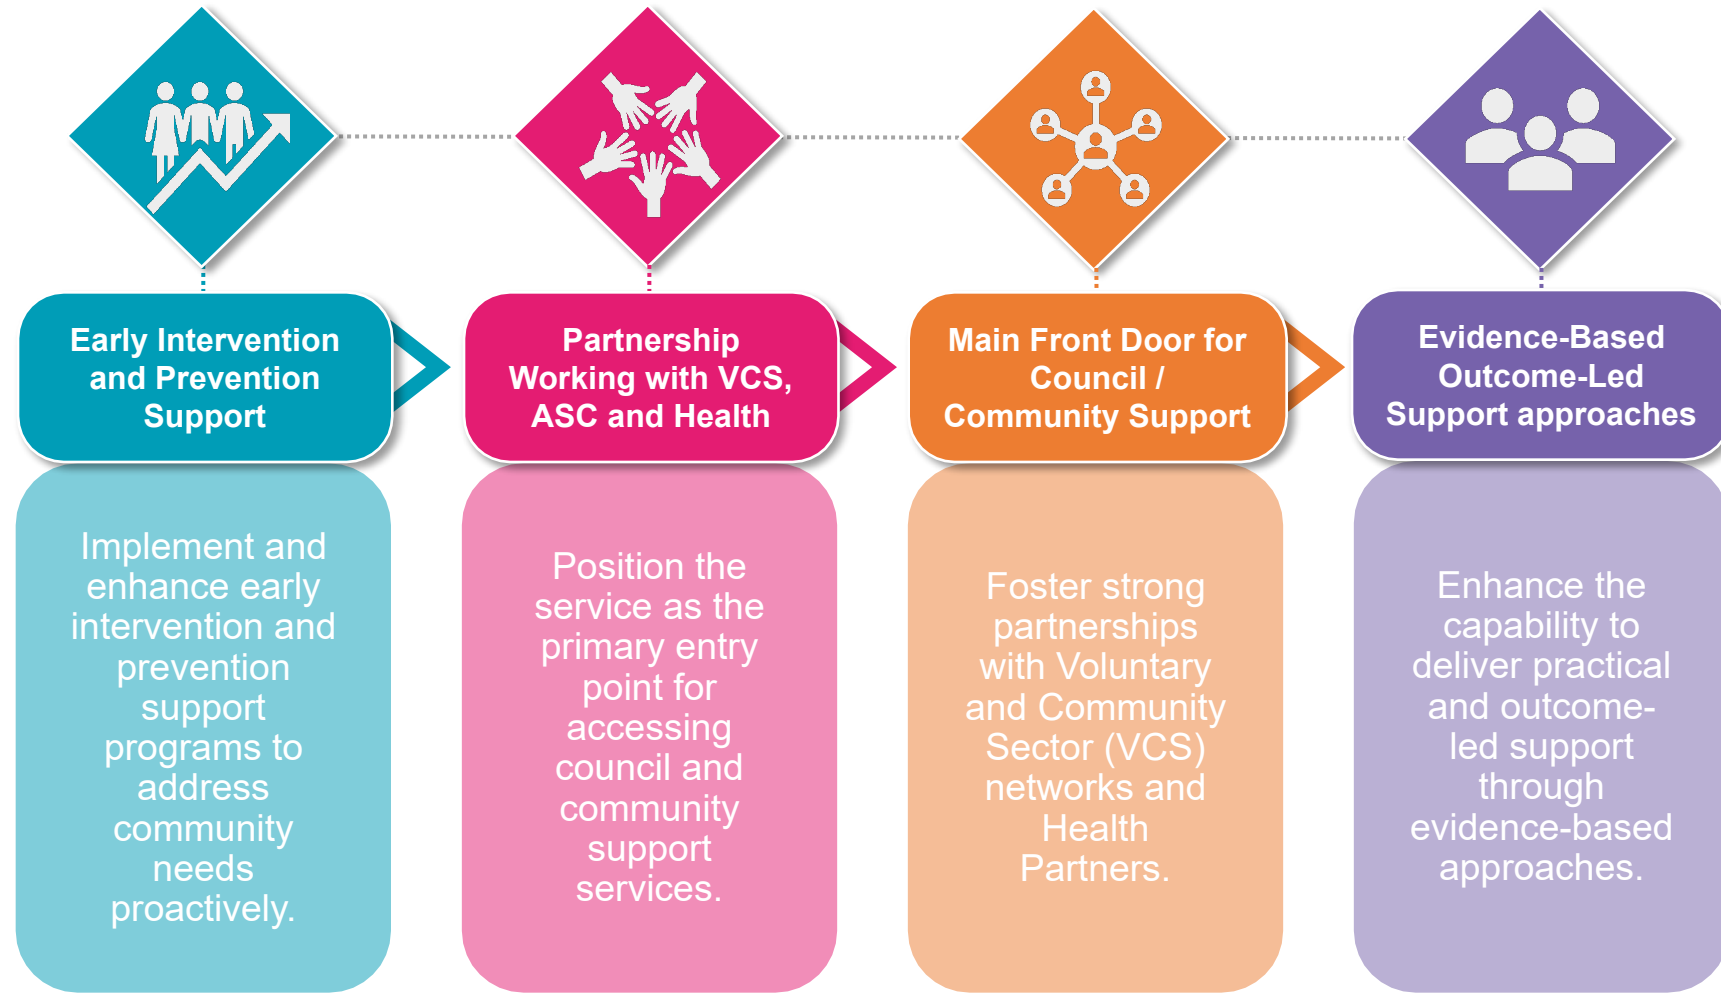 Early Intervention
and Prevention
Support
Implement and
enhance early
intervention and
prevention
support
programs to
address
community
needs
proactively.
Partnership
Working with VCS,
ASC and Health
Position the
service as the
primary entry
point for
accessing
council and
community
support
services.
Main Front Door for
Council /
Community Support
Foster strong
partnerships
with Voluntary
and Community
Sector (VCS)
networks and
Health
Partners.
Evidence-Based
Outcome-Led
Support approaches
Enhance the
capability to
deliver practical
and outcome-
led support
through
evidence-based
approaches.